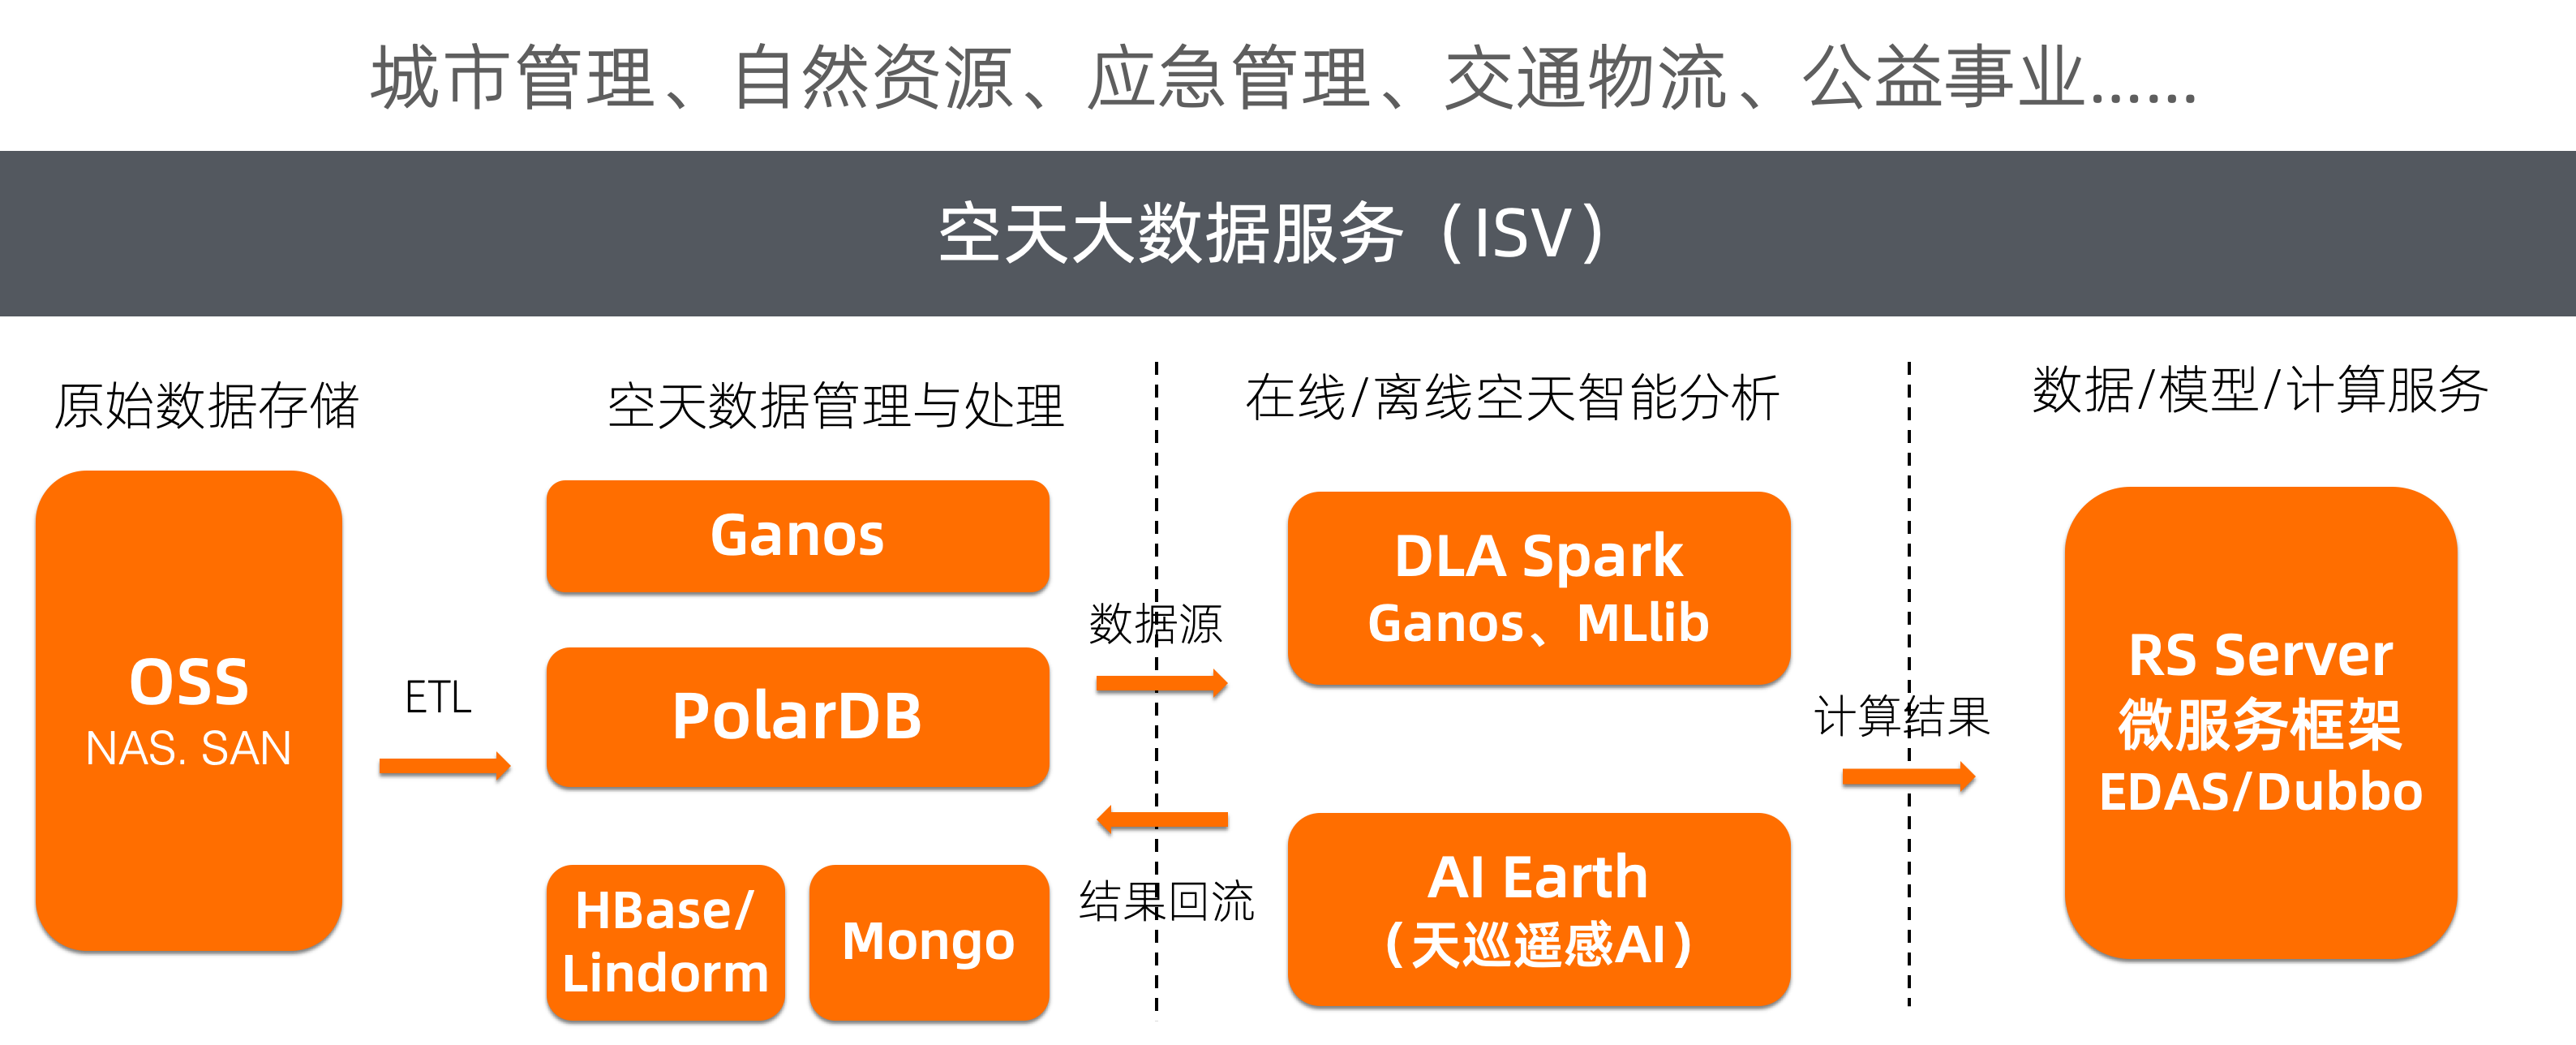 城市管理、自然资源、应急管理、交通物流、公益事业……
空天大数据服务（ISV）
原始数据存储
OSS
NAS. SAN
ETL
空天数据管理与处理
Ganos
PolarDB
HBase/
Lindorm
Mongo
数据源
结果回流
在线/离线空天智能分析
DLA Spark
Ganos、MLlib
AI Earth
（天巡遥感AI）
计算结果
数据/模型/计算服务
RS Server
微服务框架
EDAS/Dubbo